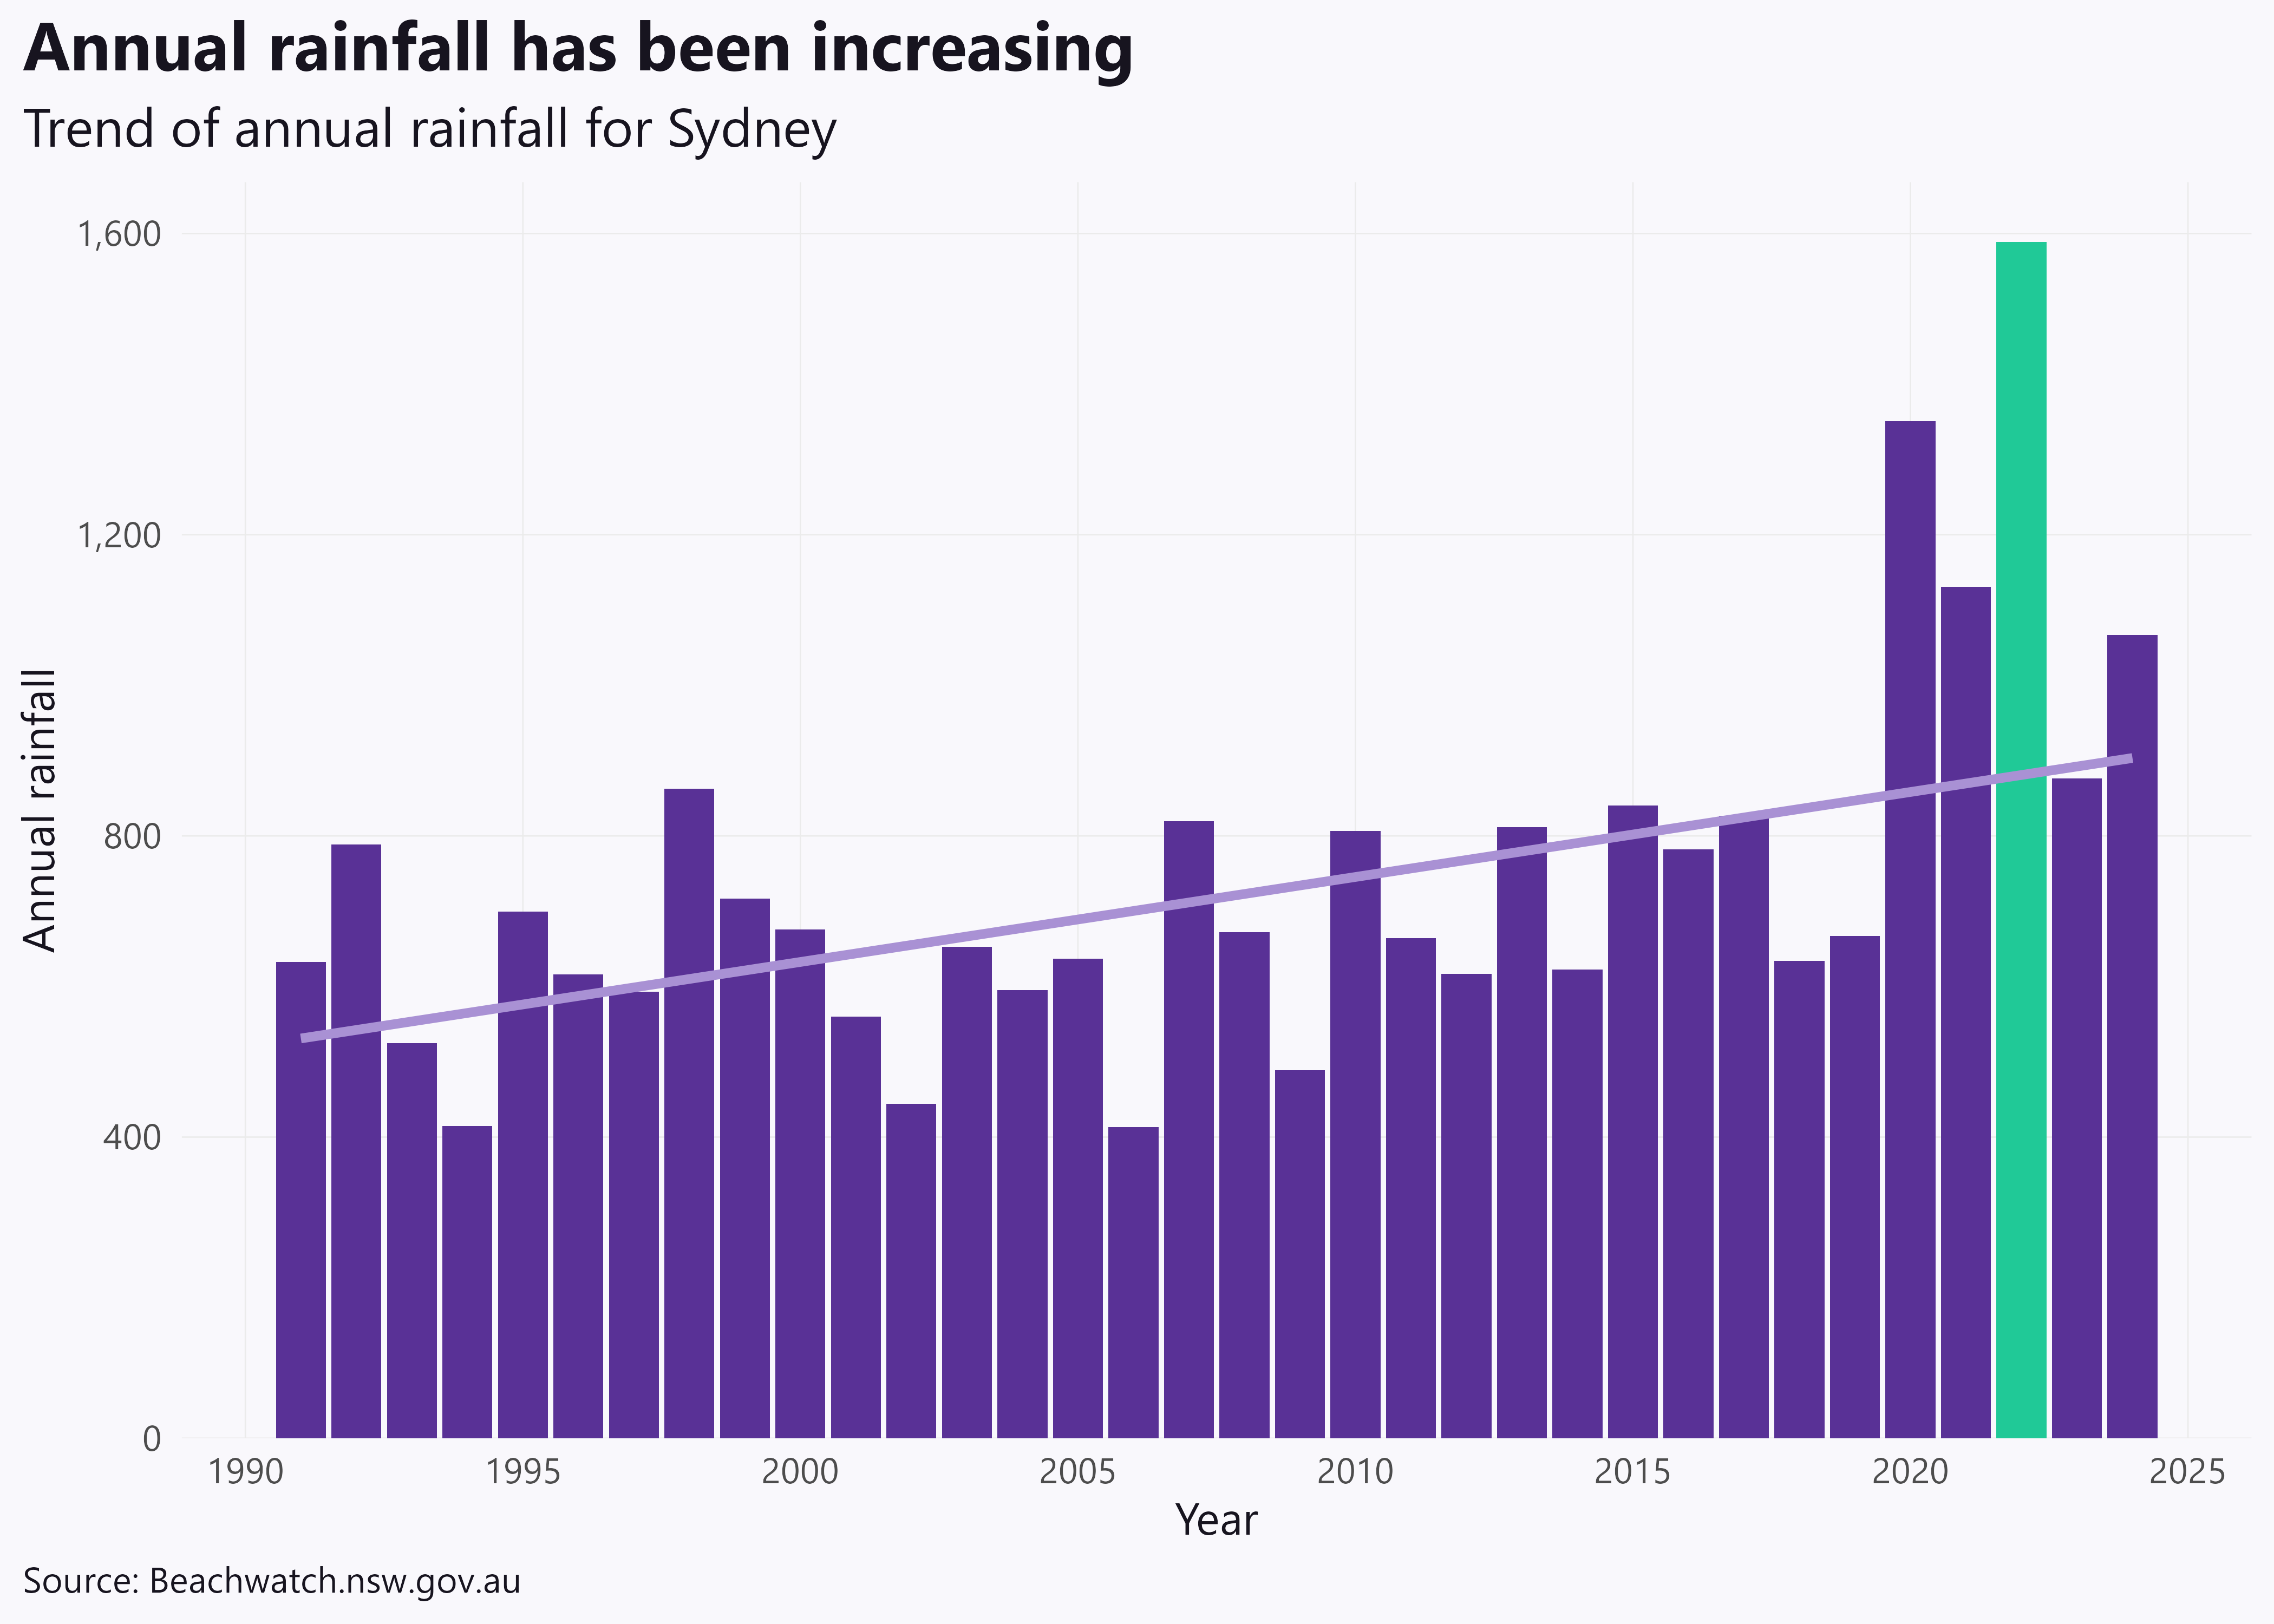 Annual rainfall has been increasing
Trend of annual rainfall for Sydney
Annual rainfall
1,600
1,200
800
400
0
1990 1995 2000 2005 2010 2015 2020 2025
Year
Source: Beachwatch.nsw.gov.au